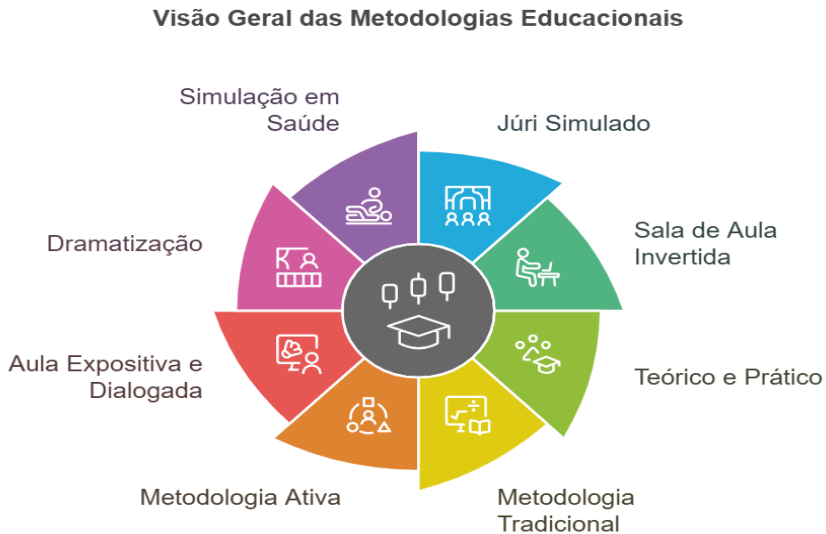 Visão Geral das Metodologias Educacionais
Simulação em
Saúde
Júri Simulado
Dramatização
Sala de Aula
Invertida
Aula Expositiva e
Dialogada
Teórico e Prático
Metodologia Ativa
Metodologia
Tradicional